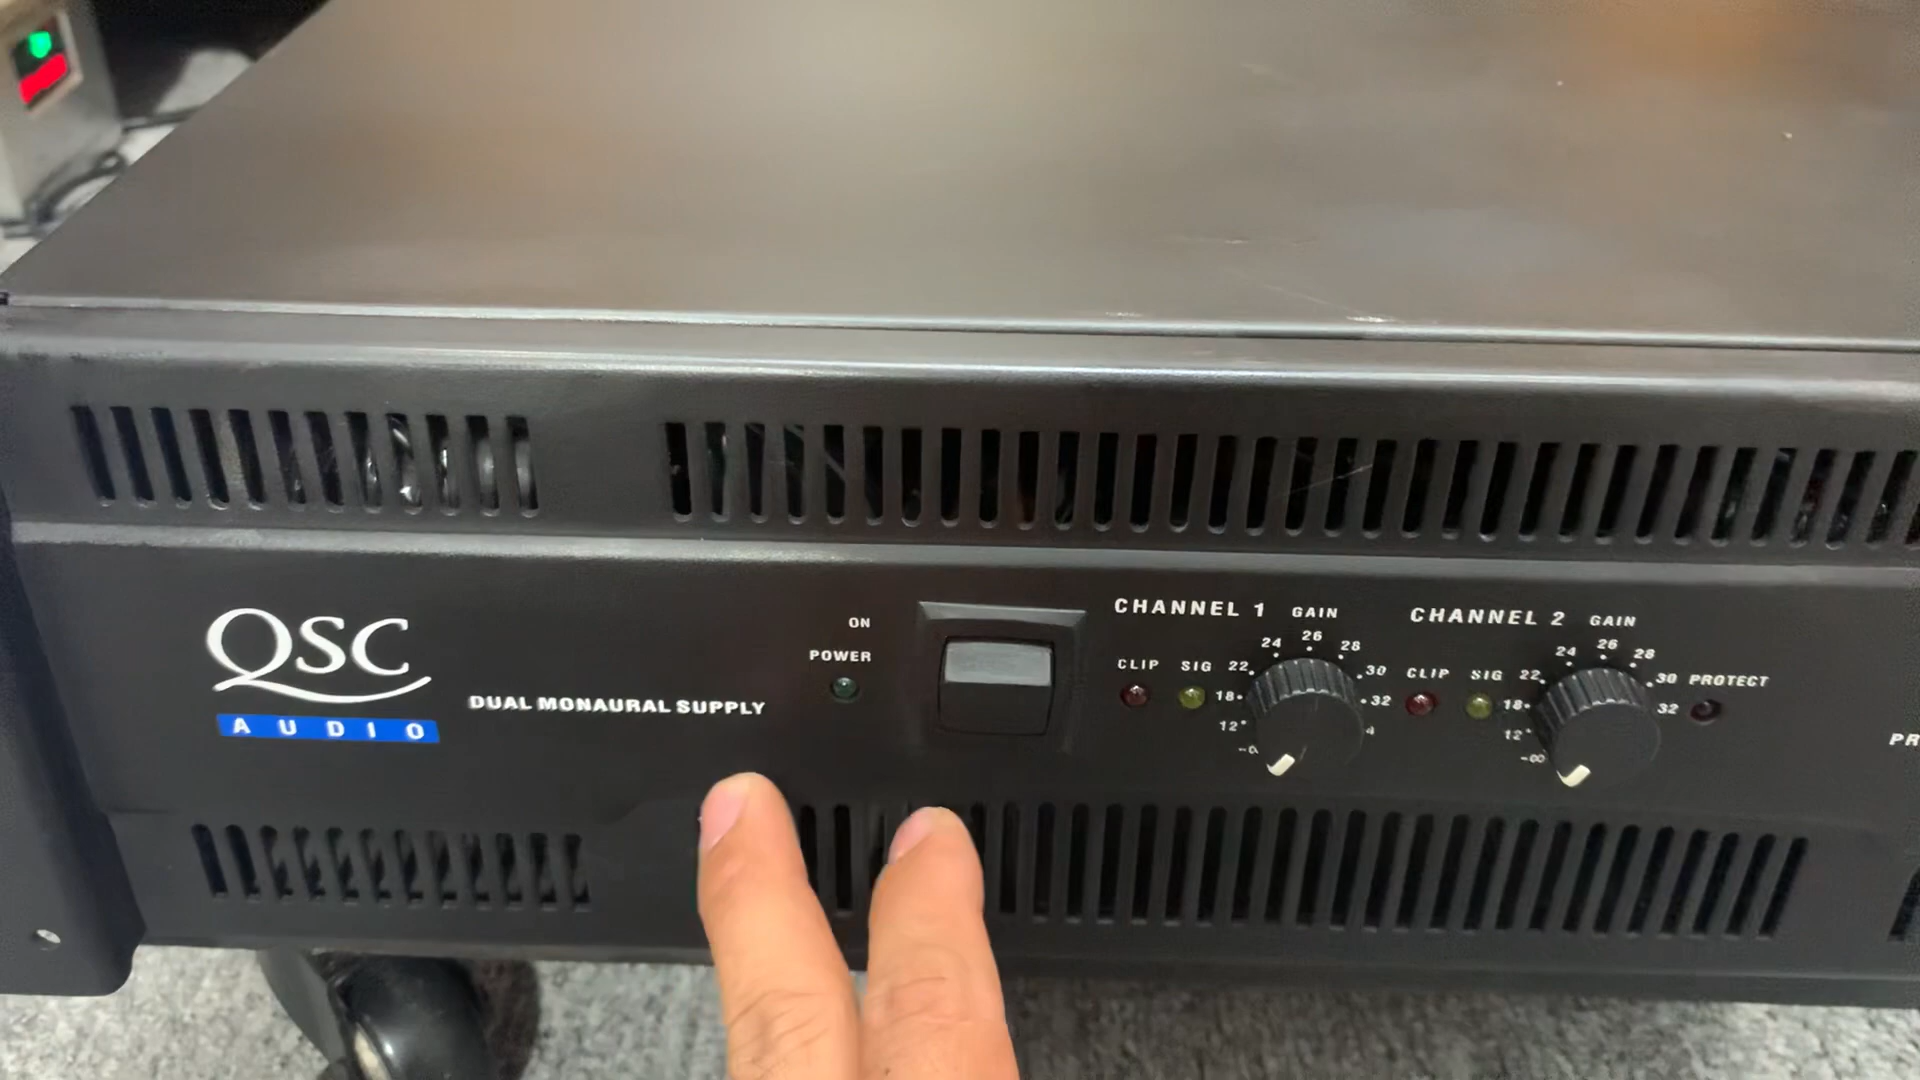 QSC
AUDIO
DUAL MONAURAL SUPPLY
ON
POWER
CHANNEL 1 GAIN
CLIP SIG
12 18 22 24 26 28 30 32
CHANNEL 2 GAIN
CLIP SIG
-∞ 12 18 22 24 26 28 30 32
PROTECT